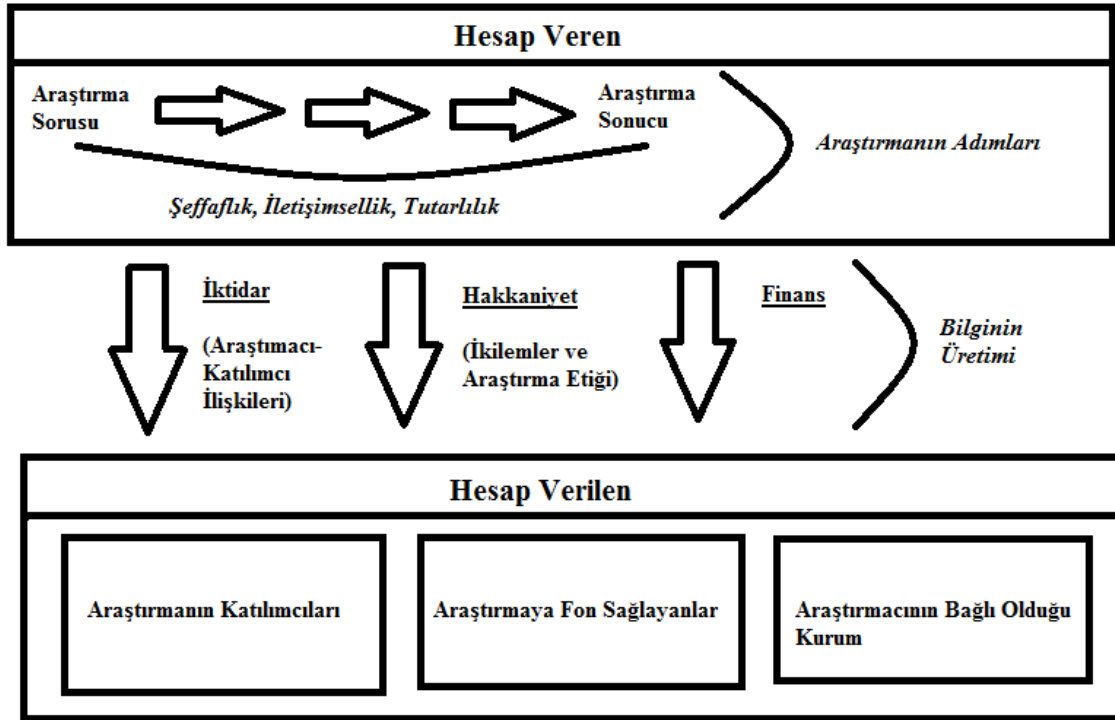 Hesap Veren
Araştırma
Sorusu
Araştırma
Sonucu
Araştırmanın Adımları
Şeffaflık, İletişimsellik, Tutarlılık
İktidar
(Araştımacı-
Katılımcı
İlişkileri)
Hakkaniyet
(İkilemler ve
Araştırma Etiği)
Finans
Bilginin
Üretimi
Hesap Verilen
Araştırmanın Katılımcıları
Araştırmaya Fon Sağlayanlar
Araştırmacının Bağlı Olduğu
Kurum